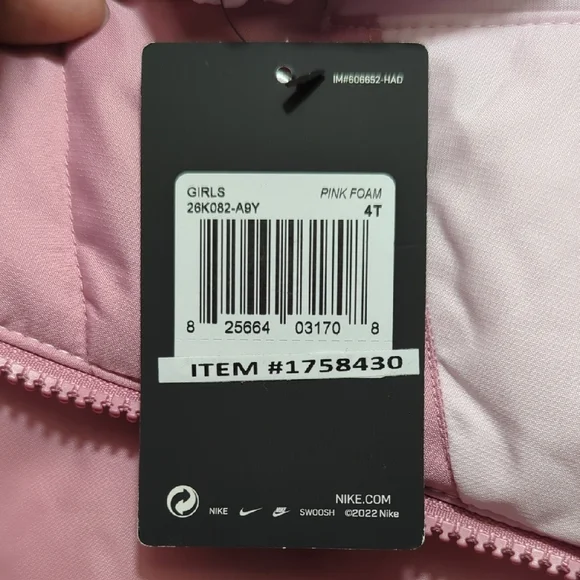 IM#606652-HAD
GIRLS PINK FOAM
26K082-A9Y 4T
8 25664 03170 8
ITEM #1758430
NIKE.COM
NIKE SWOOSH ©2022 Nike